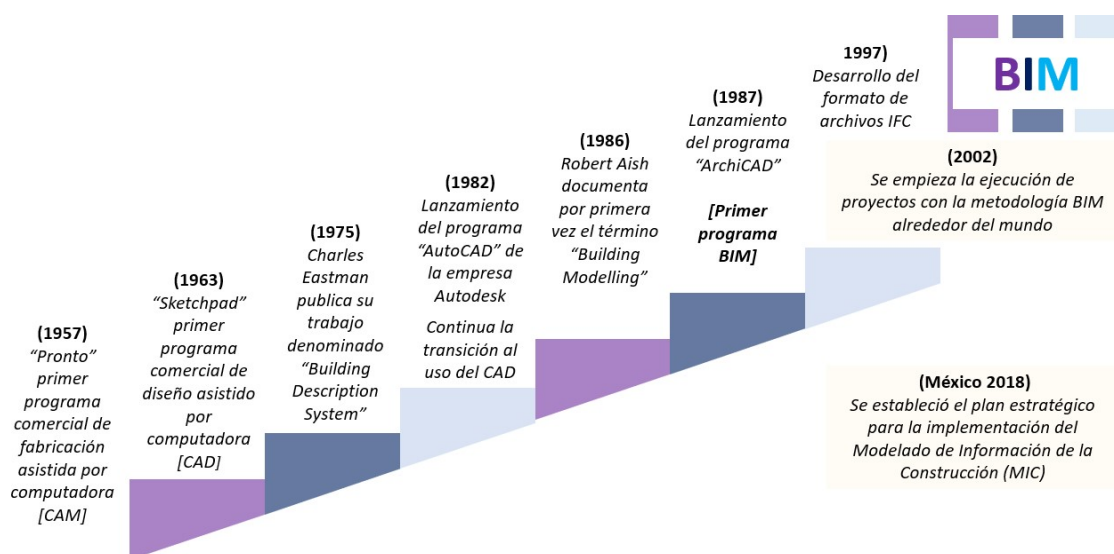 (1957)
“Pronto”
primer
programa
comercial de
fabricación
asistida por
computadora
[CAM]
(1963)
“Sketchpad”
primer
programa
comercial de
diseño asistido
por
computadora
[CAD]
(1975)
Charles
Eastman
publica su
trabajo
denominado
“Building
Description
System”
(1982)
Lanzamiento
del programa
“AutoCAD” de
la empresa
Autodesk
Continua la
transición al
uso del CAD
(1986)
Robert Aish
documenta
por primera
vez el término
“Building
Modelling”
(1987)
Lanzamiento
del programa
“ArchiCAD”
[Primer
programa
BIM]
1997)
Desarrollo del
formato de
archivos IFC
BIM
(2002)
Se empieza la ejecución de
proyectos con la metodología BIM
alrededor del mundo
(México 2018)
Se estableció el plan estratégico
para la implementación del
Modelado de Información de la
Construcción (MIC)